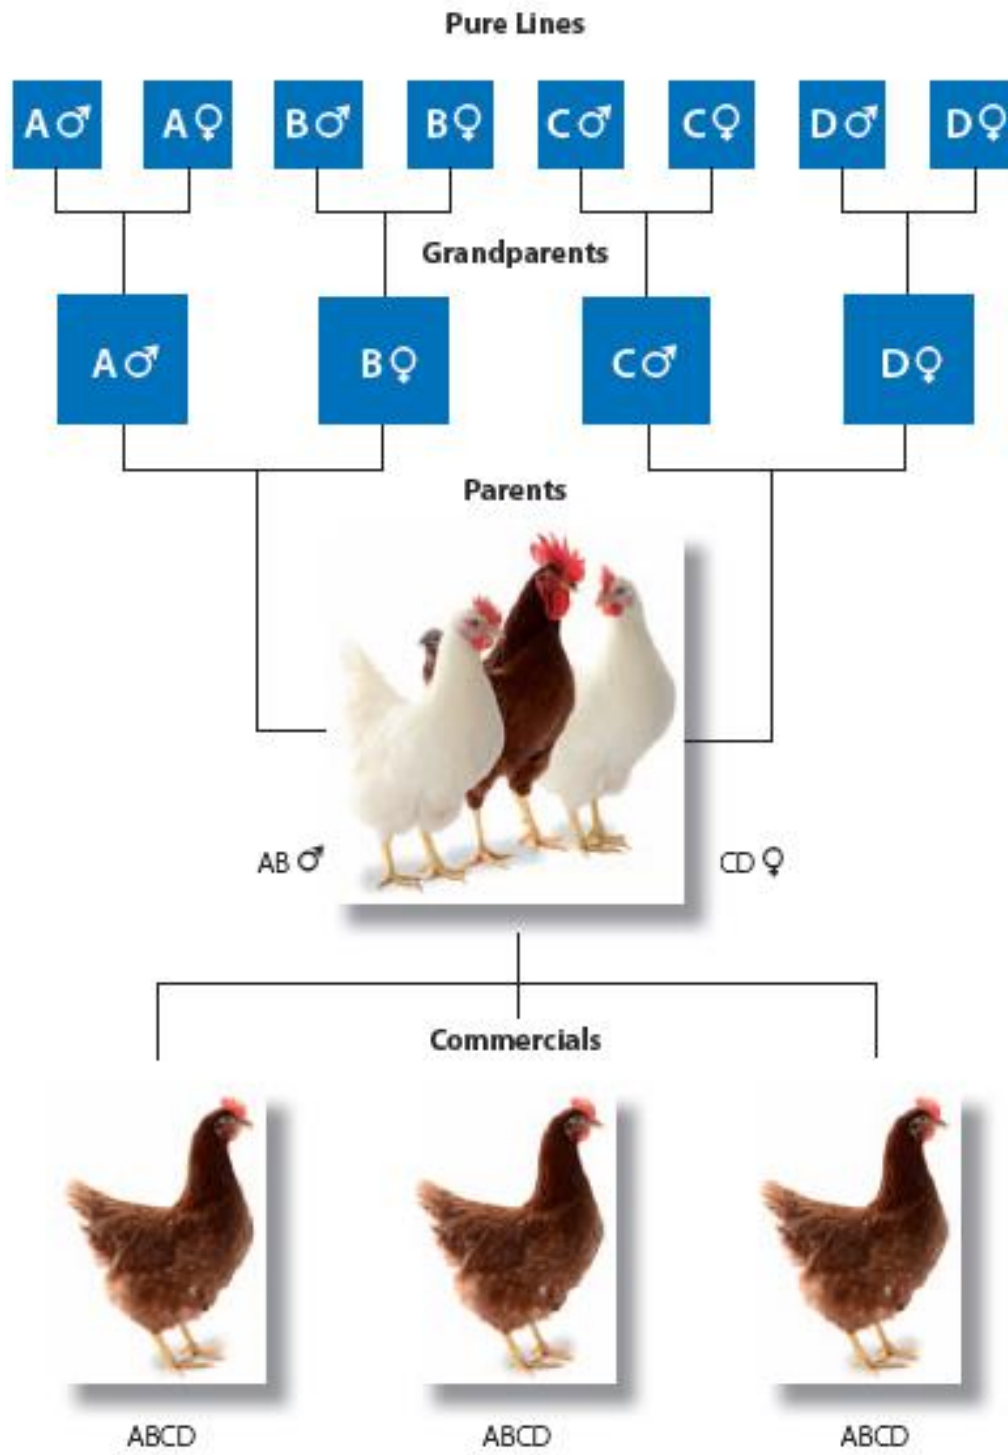 Pure Lines
A♂ A♀ B♂ B♀ C♂ C♀ D♂ D♀
Grandparents
A♂ B♀ C♂ D♀
Parents
AB♂ CD♀
Commercials
ABCD ABCD ABCD